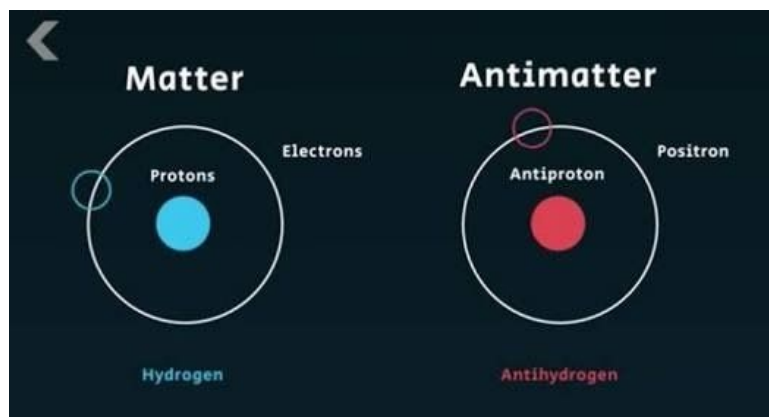 Matter
Antimatter
Electrons
Protons
Positron
Antiproton
Hydrogen
Antihydrogen